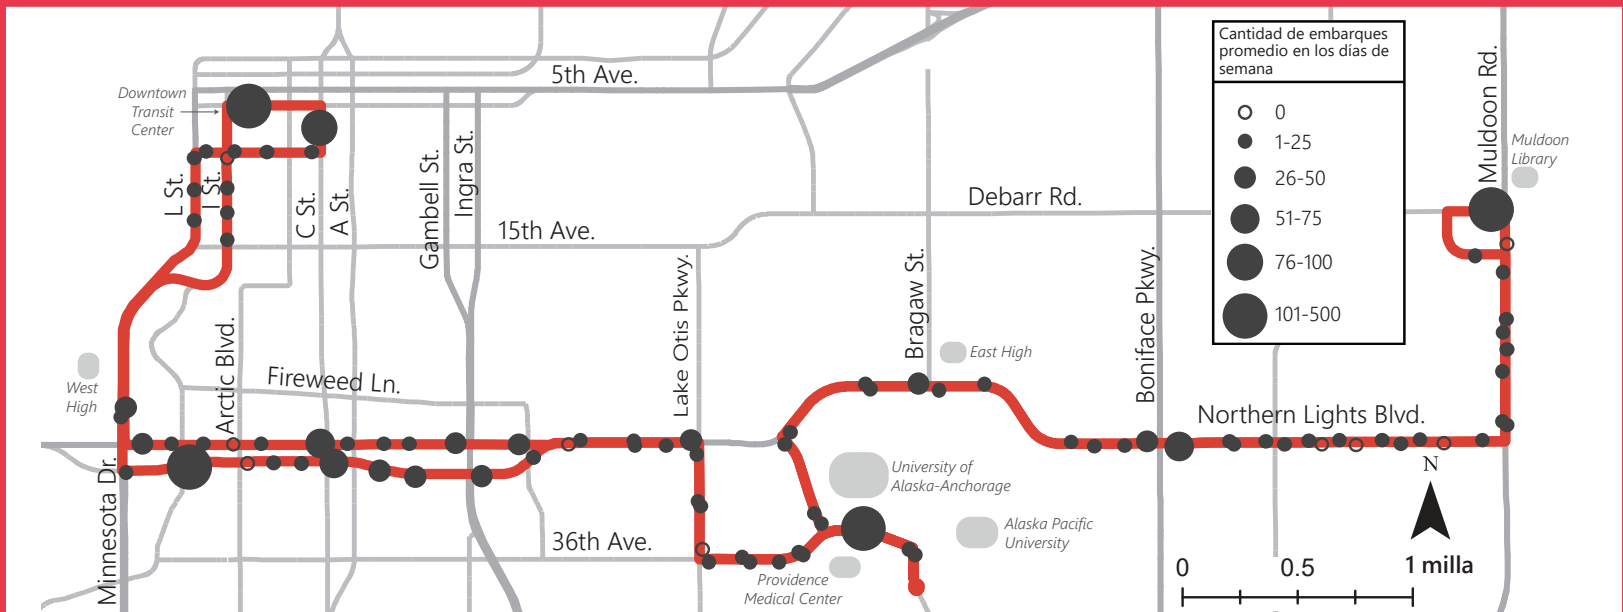 Cantidad de embarques
promedio en los días de
semana
0
1-25
26-50
51-75
76-100
101-500
5th Ave.
Downtown
Transit
Center
Muldoon Rd.
Muldoon
Library
L St.
I St.
C St.
A St.
Gambell St.
Ingra St.
Debarr Rd.
15th Ave.
Lake Otis Pkwy.
Bragaw St.
Boniface Pkwy.
East High
Arctic Blvd.
Fireweed Ln.
West
High
Northern Lights Blvd.
Minnesota Dr.
University of
Alaska-Anchorage
Alaska Pacific
University
36th Ave.
Providence
Medical Center
N
0
0.5
1 milla